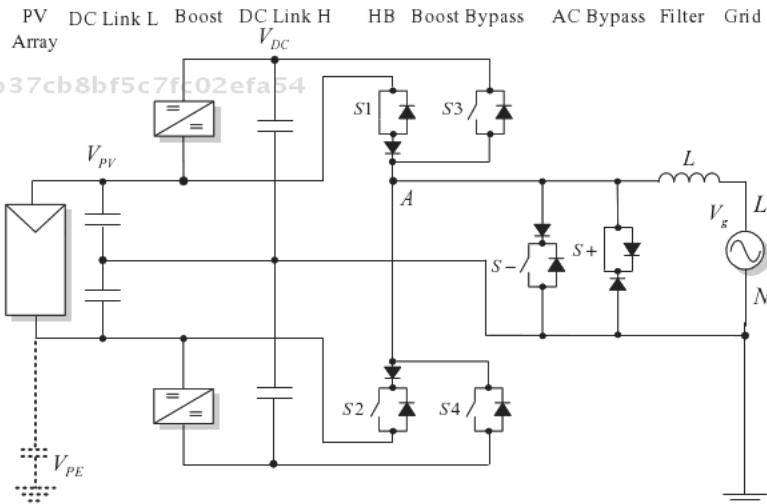 PV Array DC Link L Boost DC Link H HB Boost Bypass AC Bypass Filter Grid
V_DC
b37cb8bf5c7fc02efa54
S1
S3
V_PV
A
L
L
V_g
S-
S+
N
S2
S4
V_PE